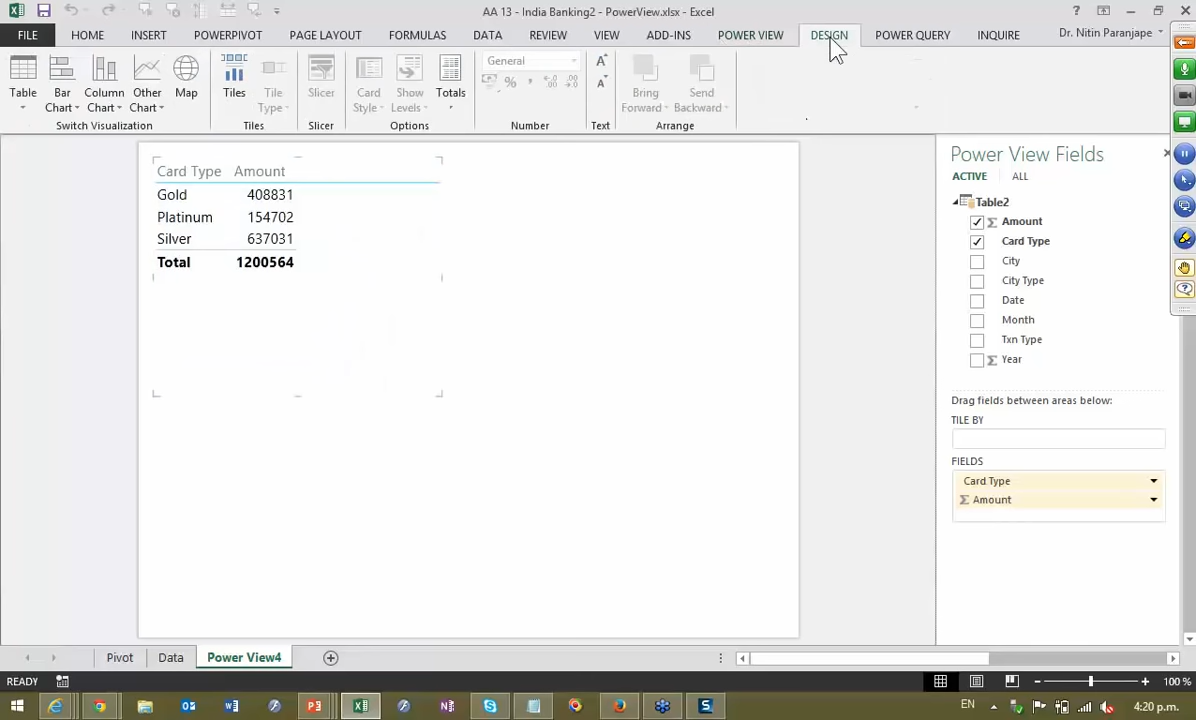 AA 13 - India Banking2 - PowerView.xlsx - Excel
FILE HOME INSERT POWERPIVOT PAGE LAYOUT FORMULAS DATA REVIEW VIEW ADD-INS POWER VIEW DESIGN POWER QUERY INQUIRE Dr. Nitin Paranjape
General
Table Bar Column Other Map Tiles Tile Slicer Card Show Totals Bring Send
Chart Chart Chart Type Style Levels Forward Backward
Switch Visualization Tiles Slicer Options Number Text Arrange
Card Type Amount
Gold 408831
Platinum 154702
Silver 637031
Total 1200564
Power View Fields
ACTIVE ALL
Table2
Amount
Card Type
City
City Type
Date
Month
Txn Type
Year
Drag fields between areas below:
TILE BY
FIELDS
Card Type
Σ Amount
Pivot Data Power View4
READY 100 %
EN 4:20 p.m.